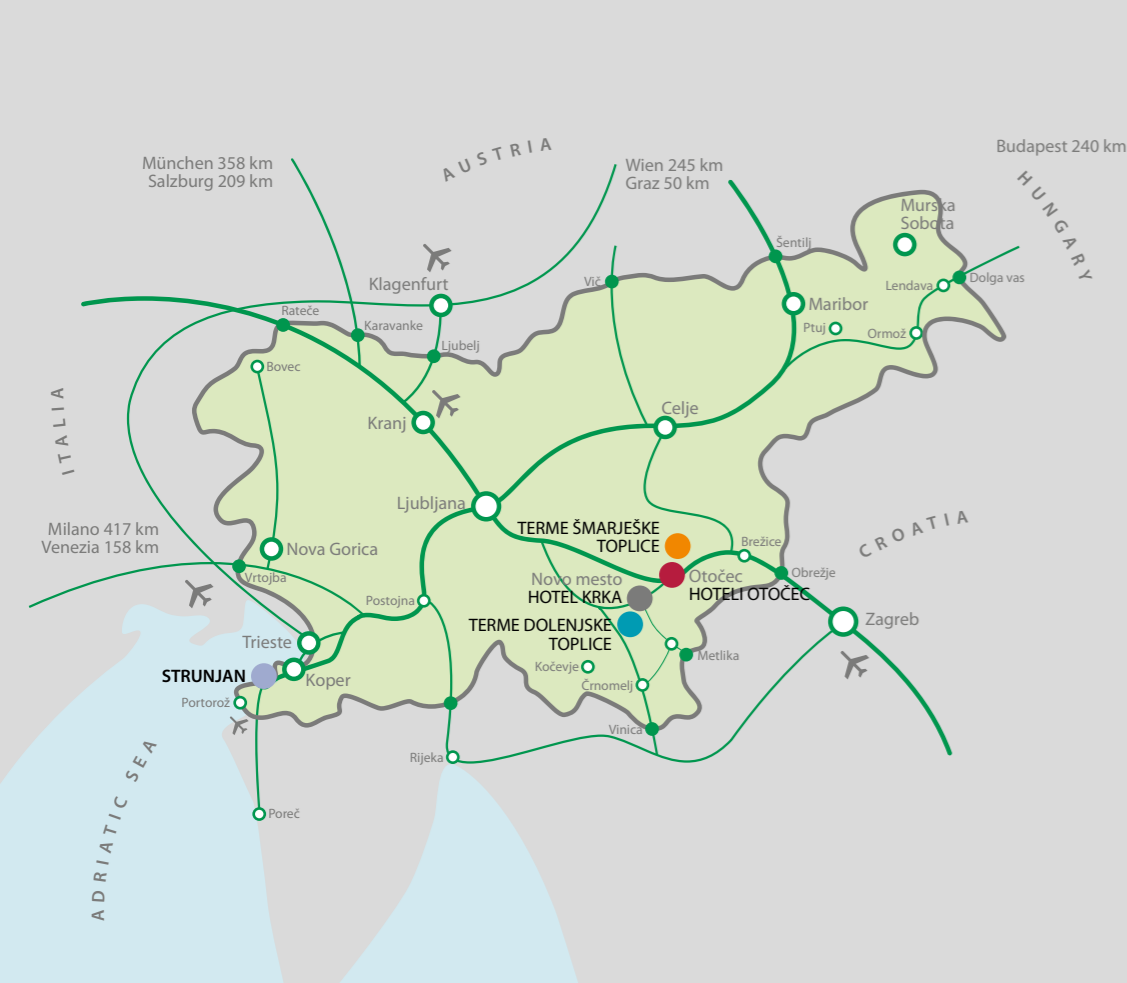 AUSTRIA
Budapest 240 km
München 358 km
Salzburg 209 km
Wien 245 km
Graz 50 km
HUNGARY
Murska
Sobota
Šentilj
Klagenfurt
Vič
Lendava
Dolga vas
Rateče
Karavanke
Maribor
Ptuj
Ormož
Ljubelj
Bovec
ITALIA
Kranj
Celje
Ljubljana
Milano 417 km
Venezia 158 km
Nova Gorica
TERME ŠMARJEŠKE
TOPLICE
CROATIA
Brežice
Vrtojba
Novo mesto
HOTEL KRKA
Otočec
HOTELI OTOČEC
Obrežje
Postojna
TERME DOLENJSKE
TOPLICE
Zagreb
Trieste
Metlika
STRUNJAN
Koper
Kočevje
Črnomelj
Portorož
Vinica
Rijeka
ADRIATIC SEA
Poreč